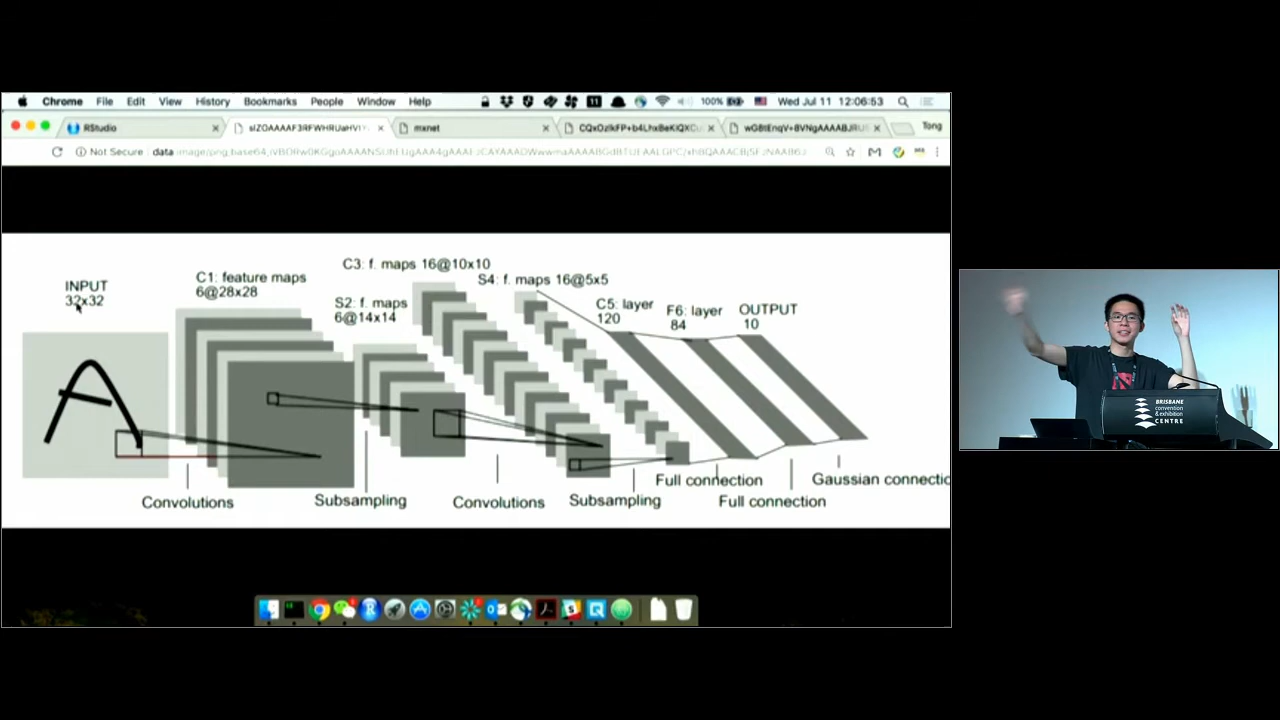 Chrome File Edit View History Bookmarks People Window Help 100% Wed Jul 11 12:06:53
RStudio
mxnet
Tong
Not Secure
INPUT
32x32
C1: feature maps
6@28x28
S2: f. maps
6@14x14
C3: f. maps 16@10x10
S4: f. maps 16@5x5
C5: layer
120
F6: layer
84
OUTPUT
10
Convolutions
Subsampling
Convolutions
Subsampling
Full connection
Full connection
Gaussian connectio
BRISBANE
convention
& exhibition
CENTRE